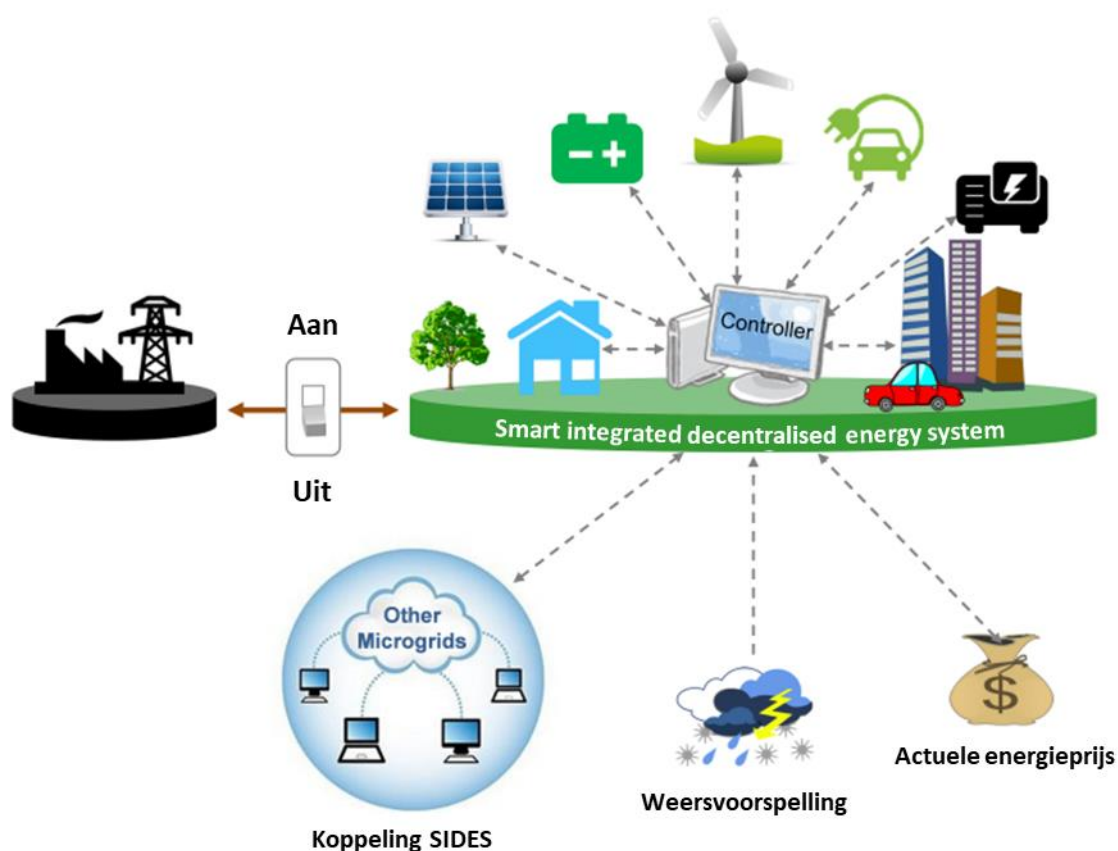 Controller
Aan
Smart integrated decentralised energy system
Uit
Other
Microgrids
$
Actuele energieprijs
Weersvoorspelling
Koppeling SIDES